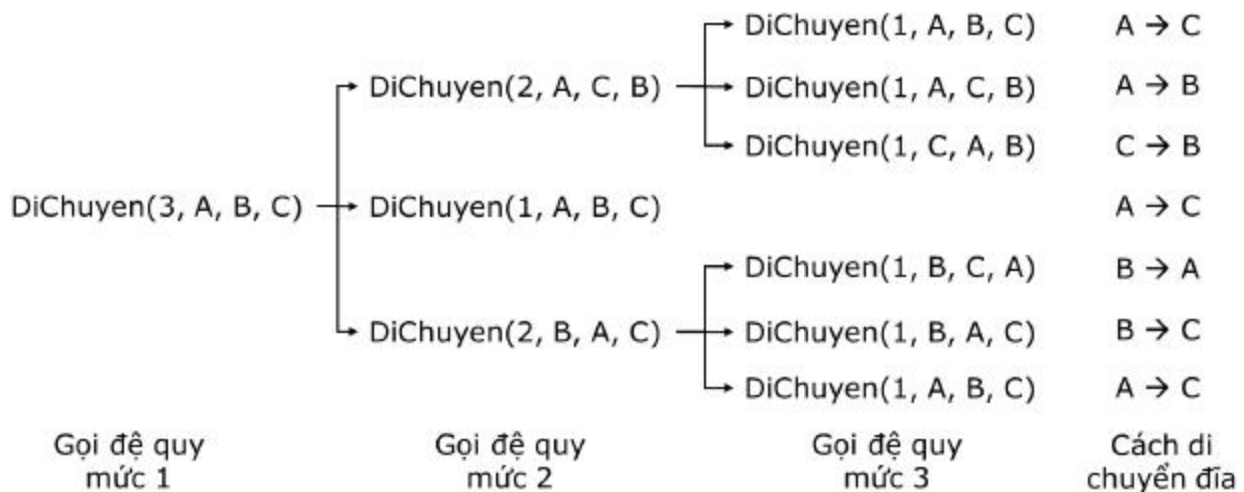 DiChuyen(1, A, B, C) A → C
DiChuyen(2, A, C, B) DiChuyen(1, A, C, B) A → B
DiChuyen(1, C, A, B) C → B
DiChuyen(3, A, B, C) DiChuyen(1, A, B, C) A → C
DiChuyen(1, B, C, A) B → A
DiChuyen(2, B, A, C) DiChuyen(1, B, A, C) B → C
DiChuyen(1, A, B, C) A → C
Gọi đệ quy Gọi đệ quy Gọi đệ quy Cách di
mức 1 mức 2 mức 3 chuyển đĩa